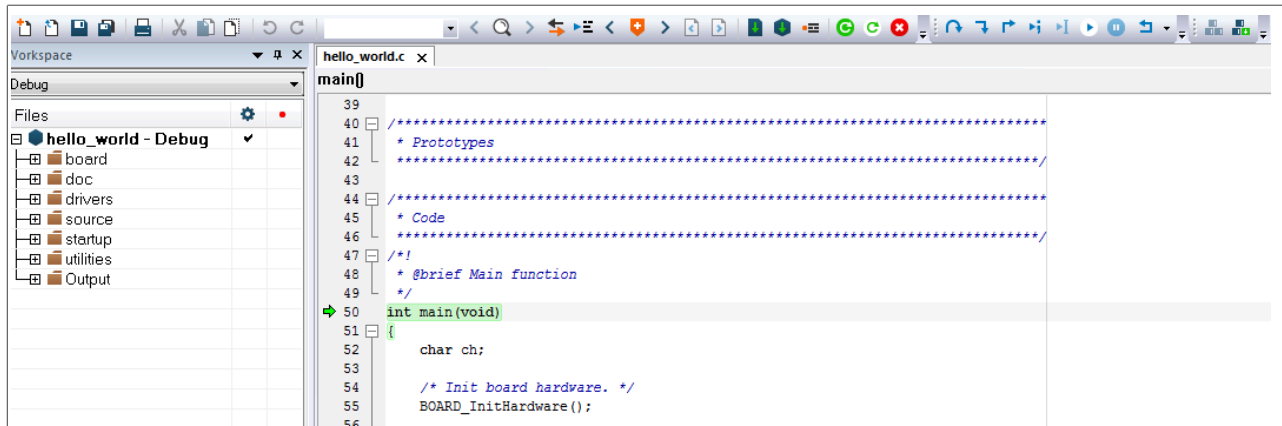 Workspace
hello_world.c
Debug
main()
Files
hello_world - Debug
board
doc
drivers
source
startup
utilities
Output
39
40 /*******************************************************************************
41 * Prototypes
42 ******************************************************************************/
43
44 /*******************************************************************************
45 * Code
46 ******************************************************************************/
47 /*!
48 * @brief Main function
49 */
50 int main(void)
51 {
52 char ch;
53
54 /* Init board hardware. */
55 BOARD_InitHardware();
56